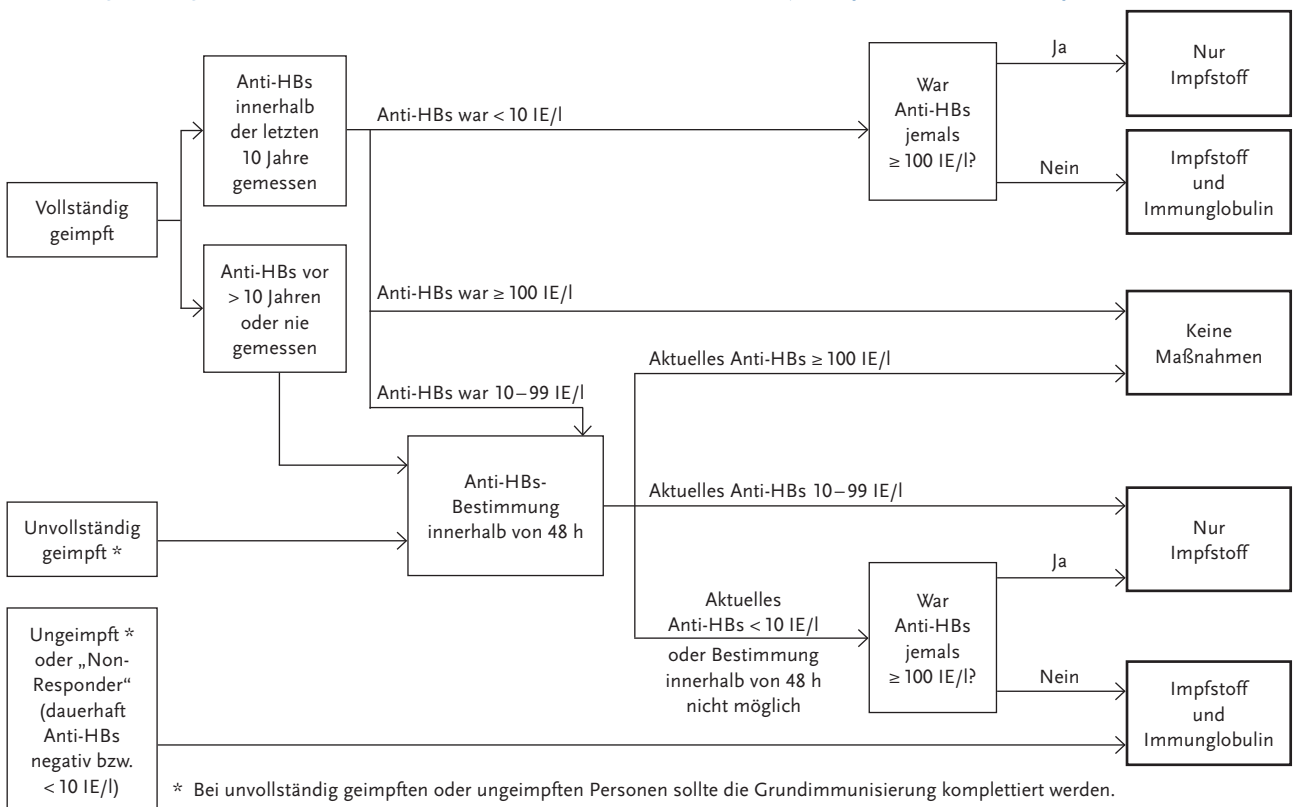 Vollständig
geimpft
Anti-HBs
innerhalb
der letzten
10 Jahre
gemessen
Anti-HBs vor
> 10 Jahren
oder nie
gemessen
Anti-HBs war < 10 IE/l
War
Anti-HBs
jemals
≥ 100 IE/l?
Ja
Nur
Impfstoff
Nein
Impfstoff
und
Immunglobulin
Anti-HBs war ≥ 100 IE/l
Keine
Maßnahmen
Aktuelles Anti-HBs ≥ 100 IE/l
Anti-HBs war 10–99 IE/l
Unvollständig
geimpft *
Anti-HBs-
Bestimmung
innerhalb von 48 h
Aktuelles Anti-HBs 10–99 IE/l
Nur
Impfstoff
Aktuelles
Anti-HBs < 10 IE/l
oder Bestimmung
innerhalb von 48 h
nicht möglich
War
Anti-HBs
jemals
≥ 100 IE/l?
Ja
Nein
Impfstoff
und
Immunglobulin
Ungeimpft *
oder „Non-
Responder“
(dauerhaft
Anti-HBs
negativ bzw.
< 10 IE/l)
* Bei unvollständig geimpften oder ungeimpften Personen sollte die Grundimmunisierung komplettiert werden.